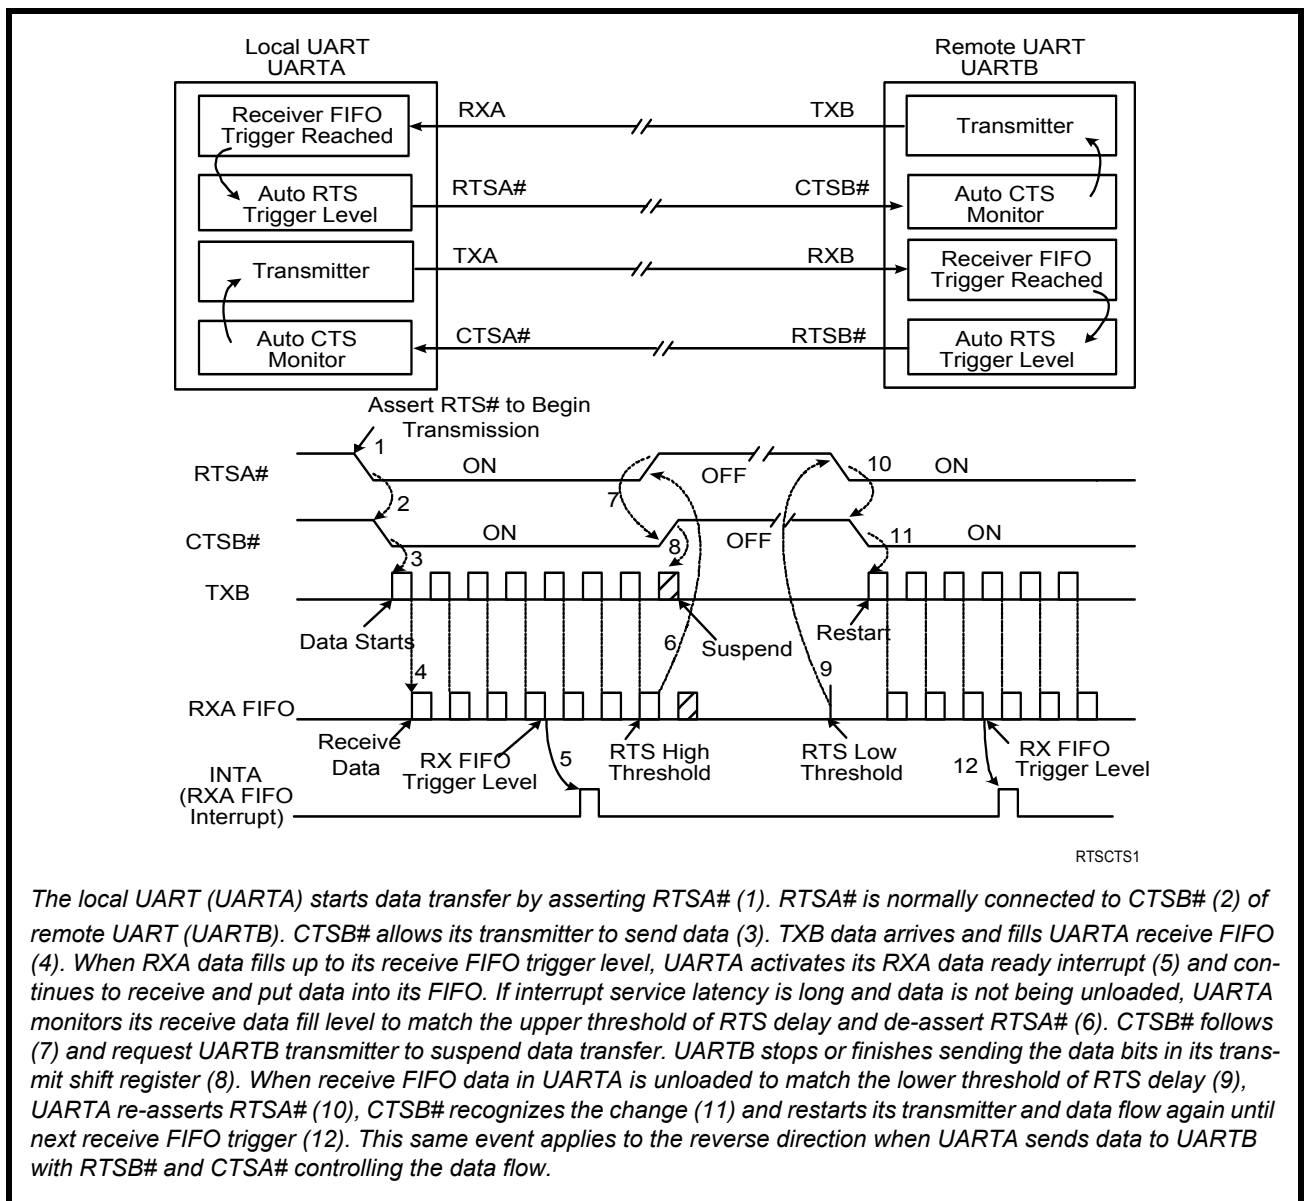 Local UART
UARTA
Remote UART
UARTB
Receiver FIFO
Trigger Reached
RXA
TXB
Transmitter
Auto RTS
Trigger Level
RTSA#
CTSB#
Auto CTS
Monitor
Transmitter
TXA
RXB
Receiver FIFO
Trigger Reached
Auto CTS
Monitor
CTSA#
RTSB#
Auto RTS
Trigger Level
Assert RTS# to Begin
Transmission
1
RTSA#
ON
OFF
10
ON
2
7
CTSB#
ON
OFF
11
ON
3
8
TXB
Data Starts
6
Suspend
Restart
4
9
RXA FIFO
Receive
Data
RX FIFO
Trigger Level
5
RTS High
Threshold
RTS Low
Threshold
12
RX FIFO
Trigger Level
INTA
(RXA FIFO
Interrupt)
RTSCTS1
The local UART (UARTA) starts data transfer by asserting RTSA# (1). RTSA# is normally connected to CTSB# (2) of
remote UART (UARTB). CTSB# allows its transmitter to send data (3). TXB data arrives and fills UARTA receive FIFO
(4). When RXA data fills up to its receive FIFO trigger level, UARTA activates its RXA data ready interrupt (5) and con-
tinues to receive and put data into its FIFO. If interrupt service latency is long and data is not being unloaded, UARTA
monitors its receive data fill level to match the upper threshold of RTS delay and de-assert RTSA# (6). CTSB# follows
(7) and request UARTB transmitter to suspend data transfer. UARTB stops or finishes sending the data bits in its trans-
mit shift register (8). When receive FIFO data in UARTA is unloaded to match the lower threshold of RTS delay (9),
UARTA re-asserts RTSA# (10), CTSB# recognizes the change (11) and restarts its transmitter and data flow again until
next receive FIFO trigger (12). This same event applies to the reverse direction when UARTA sends data to UARTB
with RTSB# and CTSA# controlling the data flow.